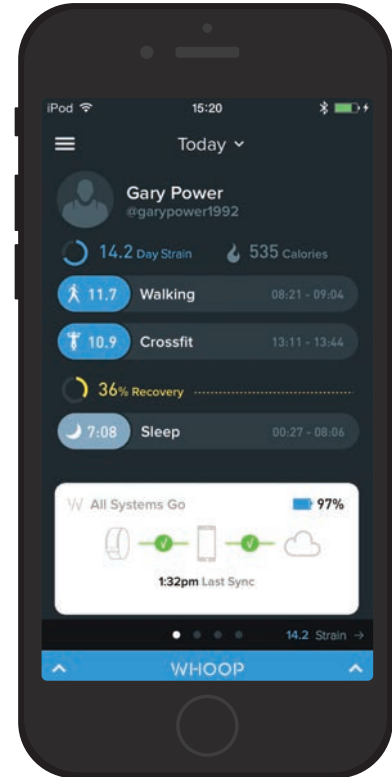 iPod 15:20
Today
Gary Power
@garypower1992
14.2 Day Strain 535 Calories
11.7 Walking 08:21 - 09:04
10.9 Crossfit 13:11 - 13:44
36% Recovery
7:08 Sleep 00:27 - 08:06
W All Systems Go 97%
1:32pm Last Sync
14.2 Strain →
WHOOP